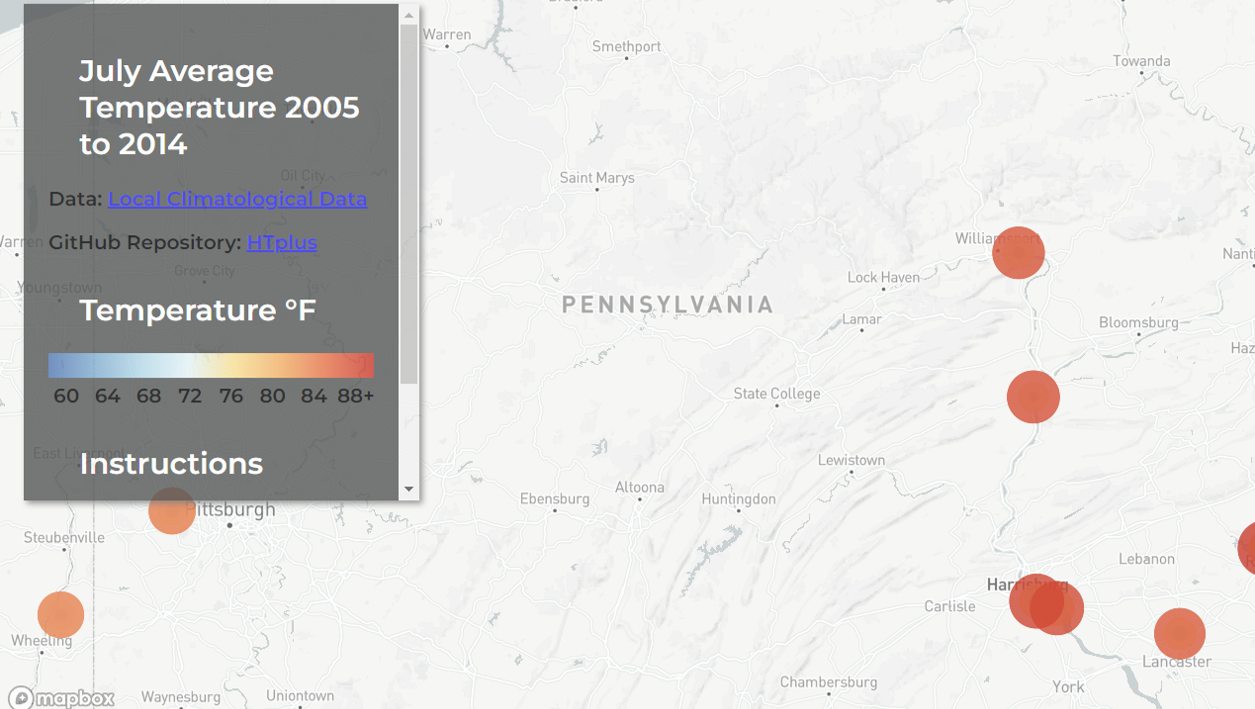 July Average
Temperature 2005
to 2014
Data: Local Climatological Data
GitHub Repository: HTplus
Temperature °F
60 64 68 72 76 80 84 88+
Instructions
Warren
Smethport
Towanda
Oil City
Saint Marys
Grove City
Youngstown
Williamsport
Lock Haven
PENNSYLVANIA
Lamar
Bloomsburg
State College
East Liverpool
Lewistown
Altoona
Ebensburg
Huntingdon
Pittsburgh
Steubenville
Lebanon
Harrisburg
Carlisle
Wheeling
Lancaster
Chambersburg
York
Waynesburg
Uniontown
mapbox